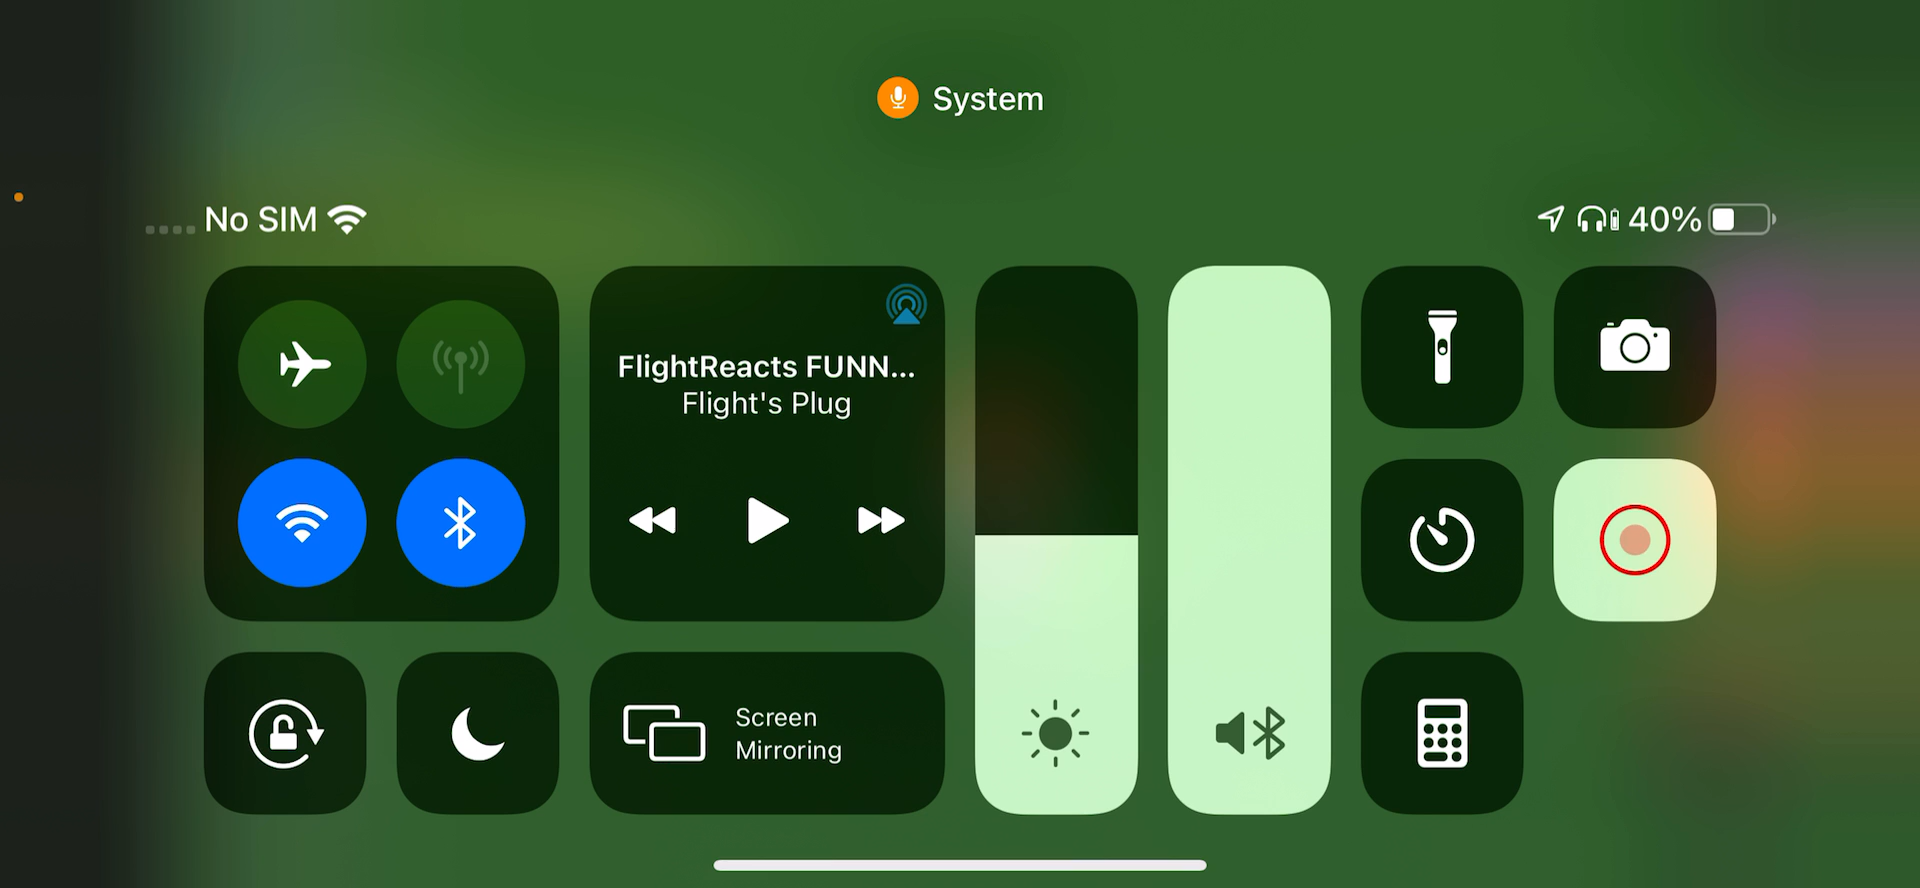 System
No SIM
40%
FlightReacts FUNN...
Flight's Plug
Screen
Mirroring